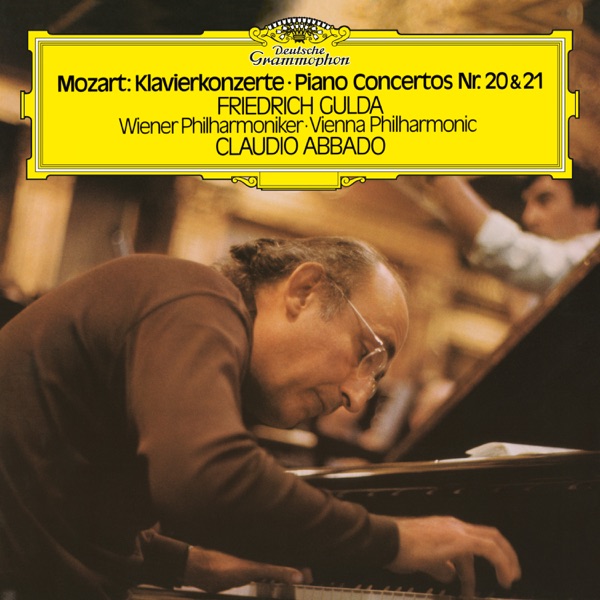 Deutsche
Grammophon
Mozart: Klavierkonzerte · Piano Concertos Nr. 20 & 21
FRIEDRICH GULDA
Wiener Philharmoniker · Vienna Philharmonic
CLAUDIO ABBADO